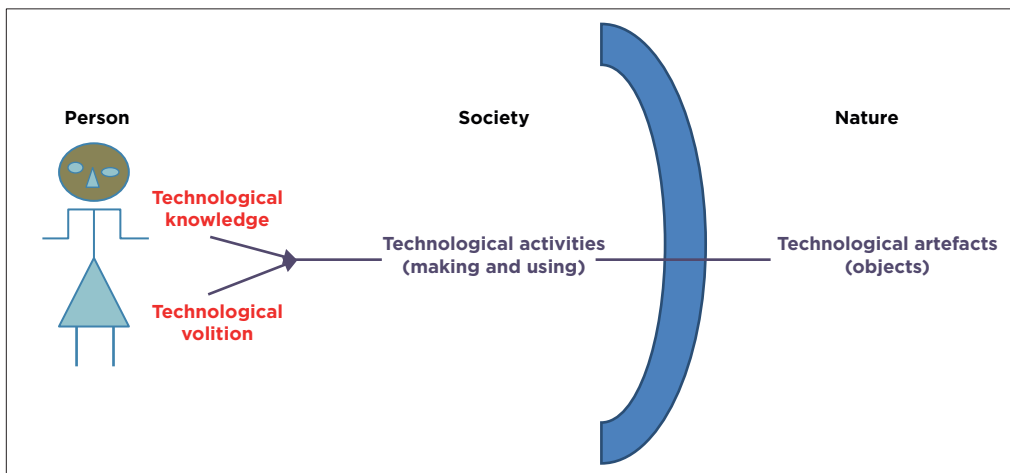 Person
Society
Nature
Technological
knowledge
Technological activities
(making and using)
Technological artefacts
(objects)
Technological
volition